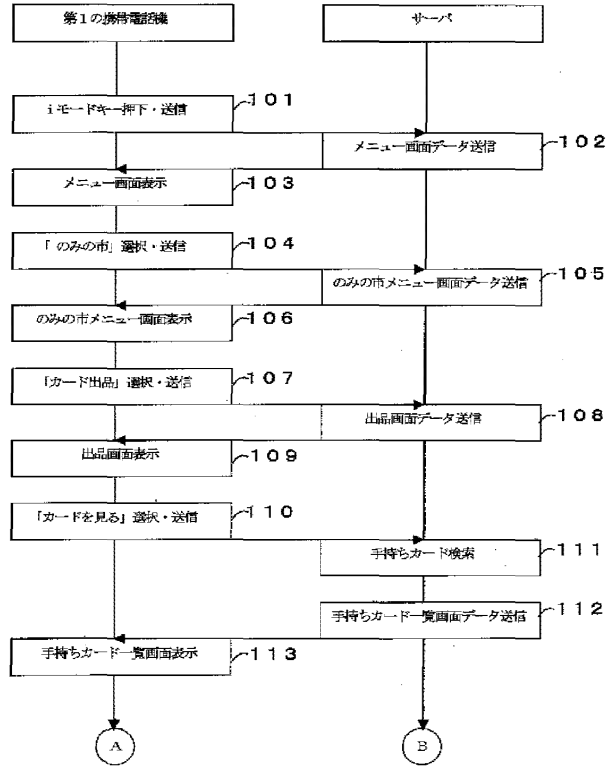 第1の携帯電話機
サーバ
iモードキー押下・送信
101
メニュー画面データ送信
102
メニュー画面表示
103
「のみの市」選択・送信
104
のみの市メニュー画面データ送信
105
のみの市メニュー画面表示
106
「カード出品」選択・送信
107
出品画面データ送信
108
出品画面表示
109
「カードを見る」選択・送信
110
手持ちカード検索
111
手持ちカード一覧画面データ送信
112
手持ちカード一覧画面表示
113
A
B